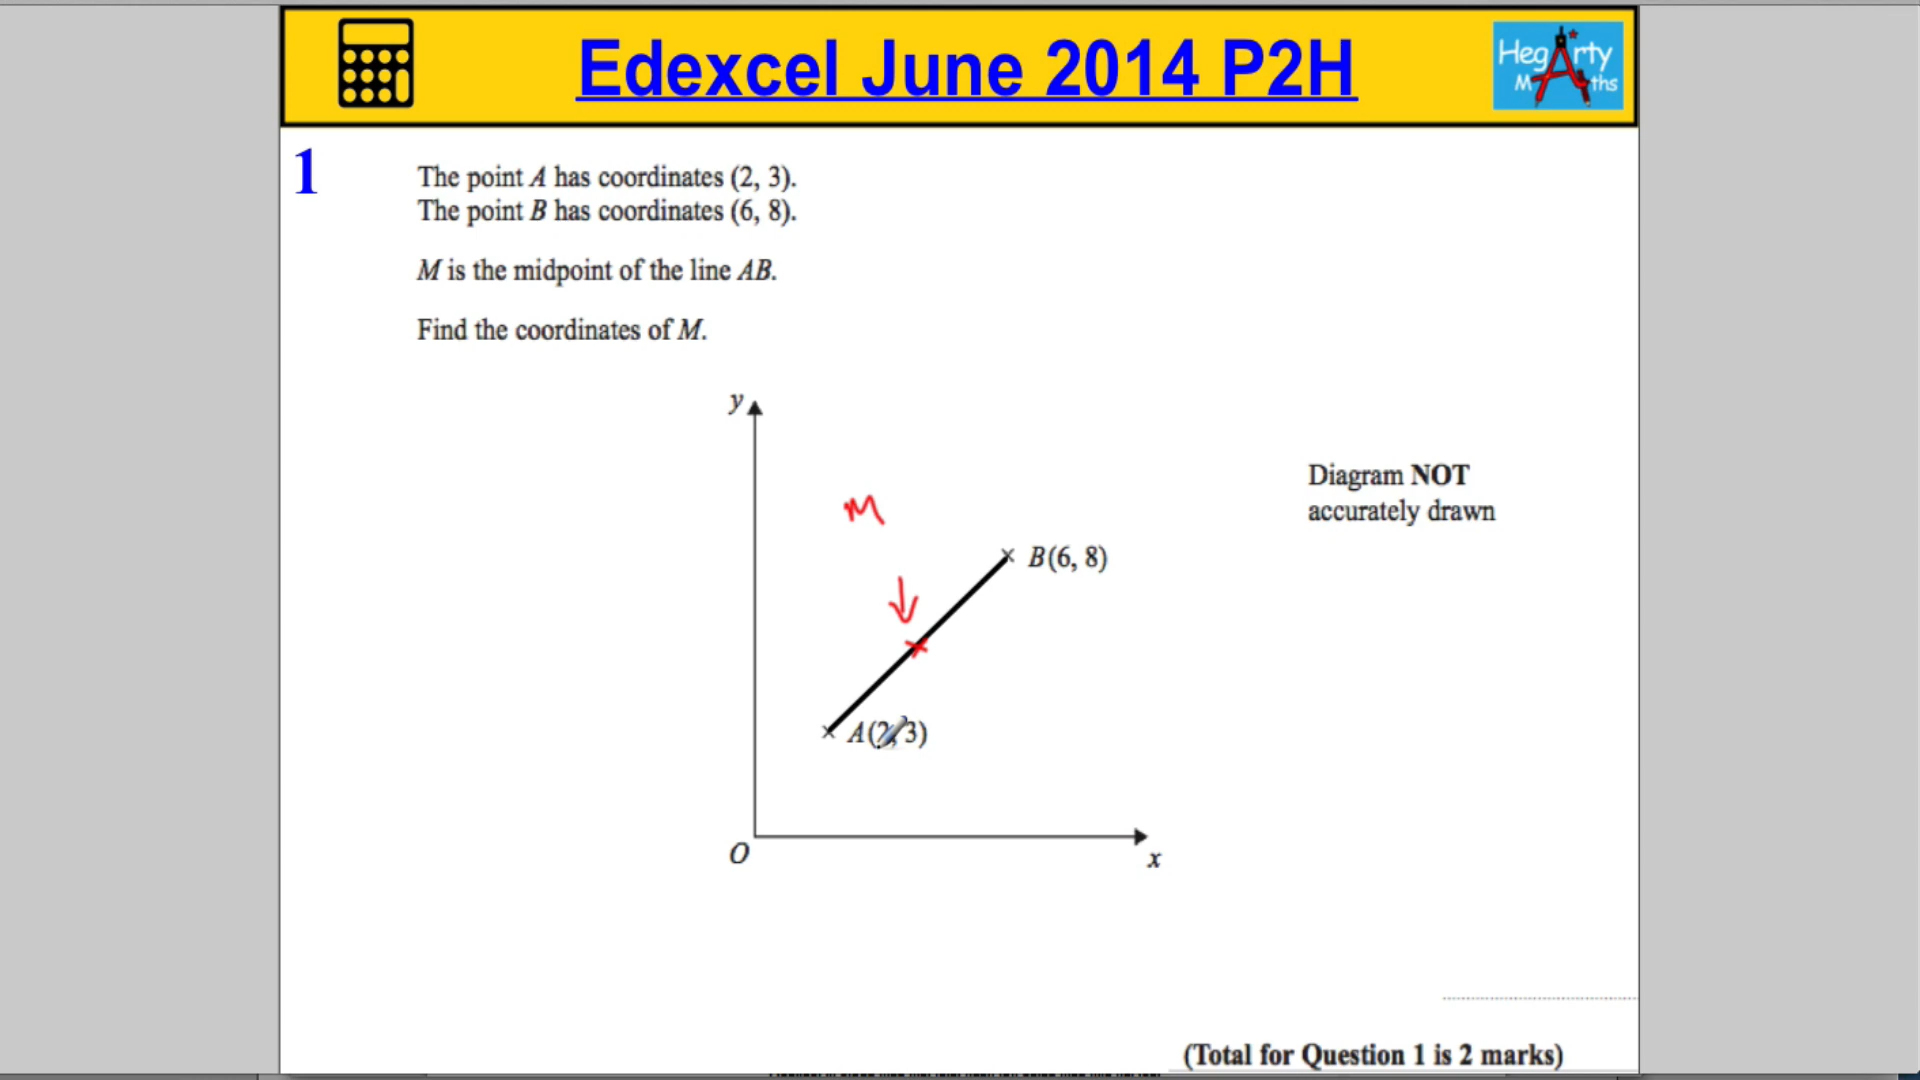 Edexcel June 2014 P2H
Hegarty
Maths
1
The point A has coordinates (2, 3).
The point B has coordinates (6, 8).
M is the midpoint of the line AB.
Find the coordinates of M.
y
Diagram NOT
accurately drawn
M
B(6, 8)
A(2, 3)
O
x
(Total for Question 1 is 2 marks)